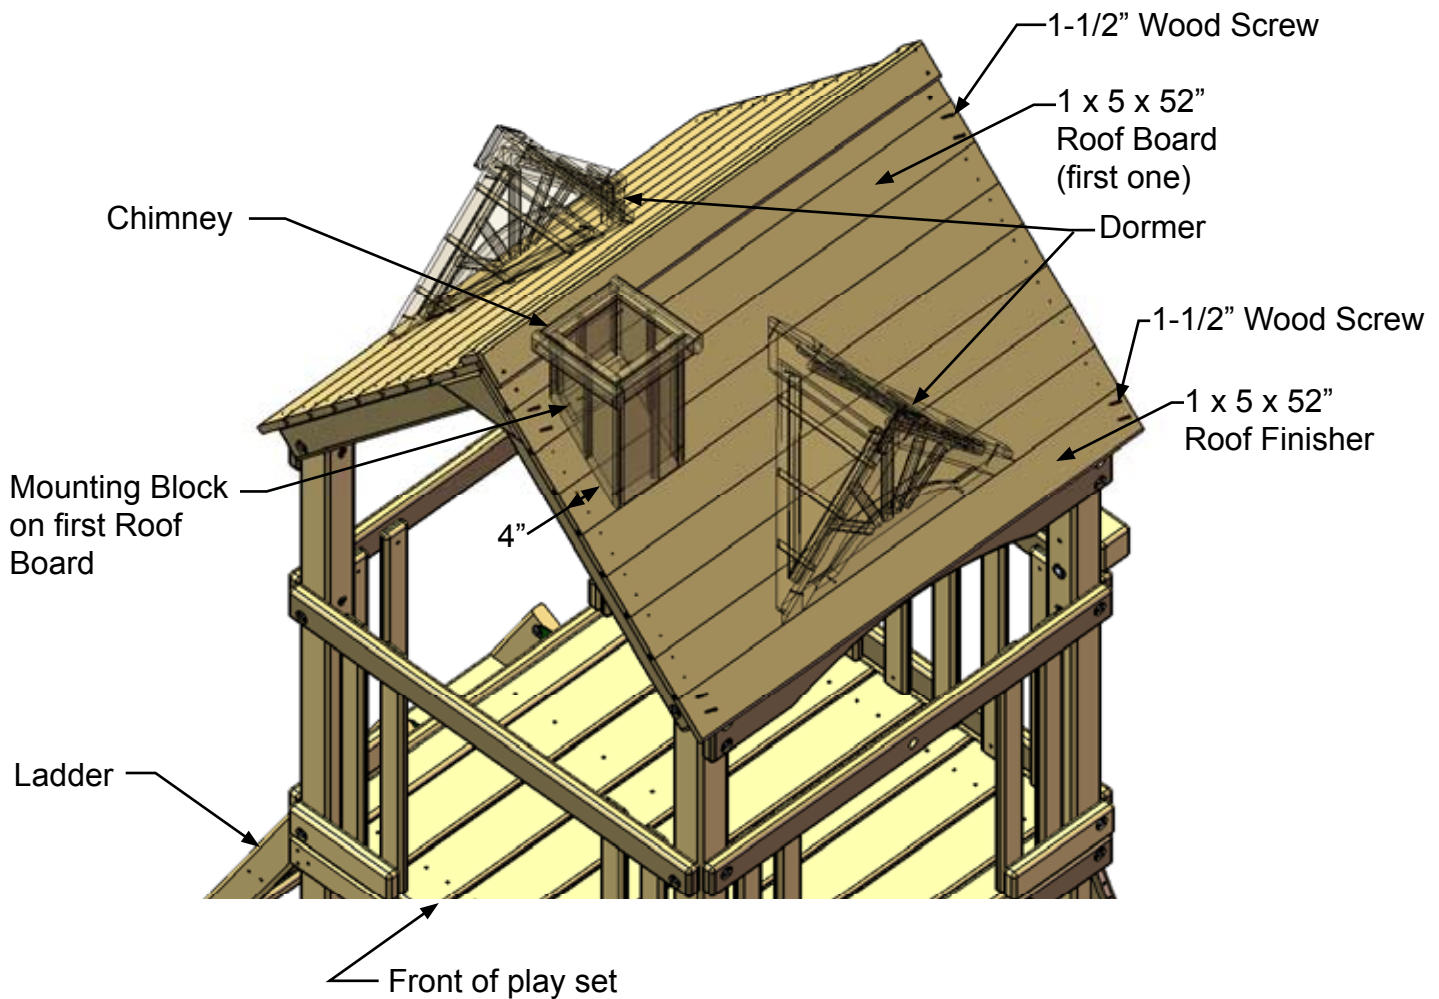 1-1/2” Wood Screw
1 x 5 x 52”
Roof Board
(first one)
Chimney
Dormer
1-1/2” Wood Screw
1 x 5 x 52”
Roof Finisher
Mounting Block
on first Roof
Board
4”
Ladder
Front of play set